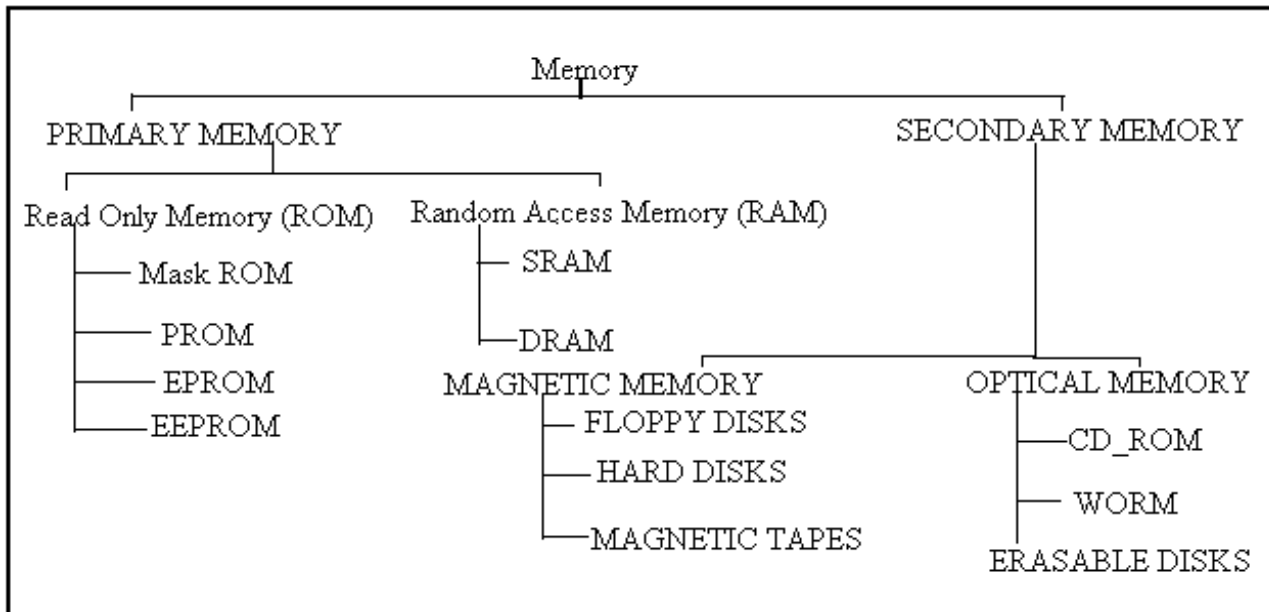 Memory
PRIMARY MEMORY
SECONDARY MEMORY
Read Only Memory (ROM)
Random Access Memory (RAM)
Mask ROM
PROM
EPROM
EEPROM
SRAM
DRAM
MAGNETIC MEMORY
FLOPPY DISKS
HARD DISKS
MAGNETIC TAPES
OPTICAL MEMORY
CD_ROM
WORM
ERASABLE DISKS